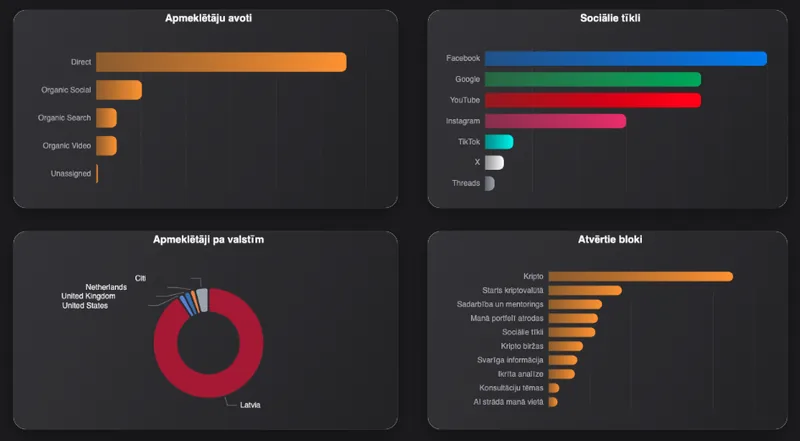 Apmeklētāju avoti
Direct
Organic Social
Organic Search
Organic Video
Unassigned
Sociālie tīkli
Facebook
Google
YouTube
Instagram
TikTok
X
Threads
Apmeklētāji pa valstīm
Citi
Netherlands
United Kingdom
United States
Latvia
Atvērtie bloki
Kripto
Starts kriptovalūtā
Sadarbība un mentorings
Manā portfelī atrodas
Sociālie tīkli
Kripto biržas
Svarīga informācija
Ikrīta analīze
Konsultāciju tēmas
AI strādā manā vietā